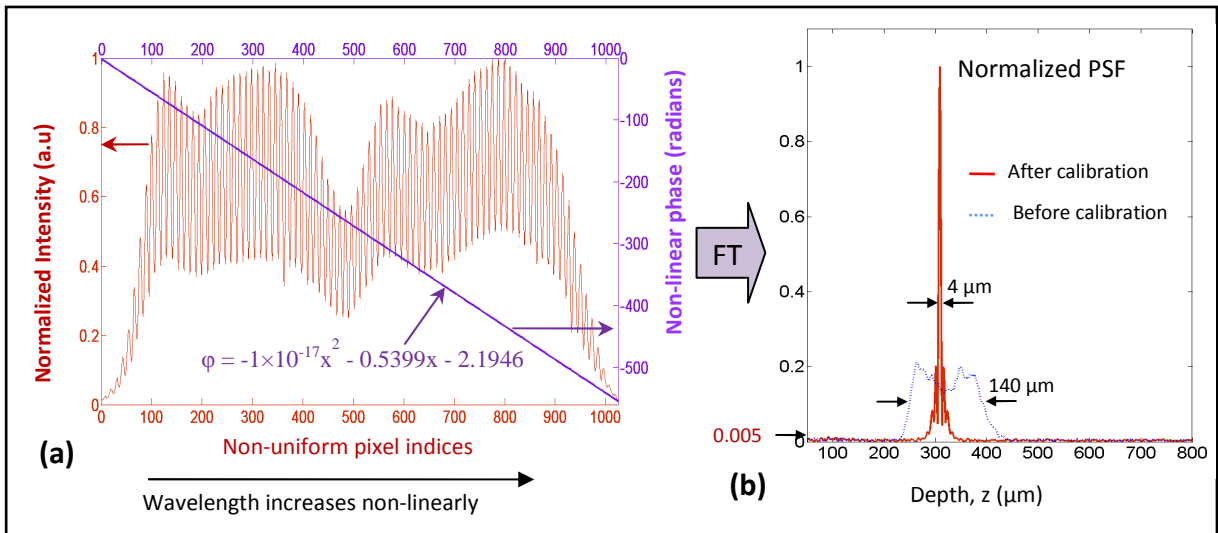 0 100 200 300 400 500 600 700 800 900 1000
1
0.8
0.6
0.4
0.2
0
Normalized Intensity (a.u)
0
-100
-200
-300
-400
-500
Non-linear phase (radians)
φ = -1×10⁻¹⁷x² - 0.5399x - 2.1946
0 100 200 300 400 500 600 700 800 900 1000
Non-uniform pixel indices
(a)
Wavelength increases non-linearly
FT
Normalized PSF
1
0.8
0.6
0.4
0.2
0
After calibration
Before calibration
4 µm
140 µm
0.005
100 200 300 400 500 600 700 800
(b)
Depth, z (µm)